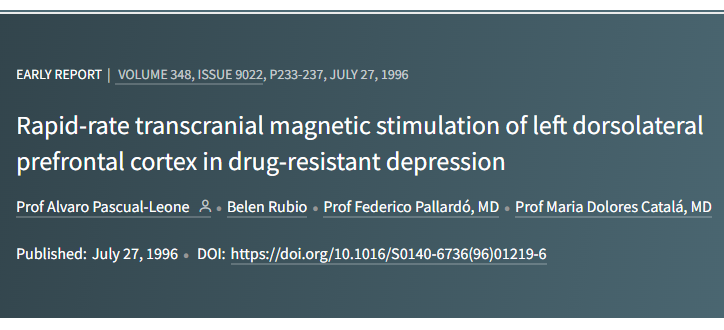 EARLY REPORT | VOLUME 348, ISSUE 9022, P233-237, JULY 27, 1996
Rapid-rate transcranial magnetic stimulation of left dorsolateral
prefrontal cortex in drug-resistant depression
Prof Alvaro Pascual-Leone • Belen Rubio • Prof Federico Pallardó, MD • Prof Maria Dolores Catalá, MD
Published: July 27, 1996 • DOI: https://doi.org/10.1016/S0140-6736(96)01219-6